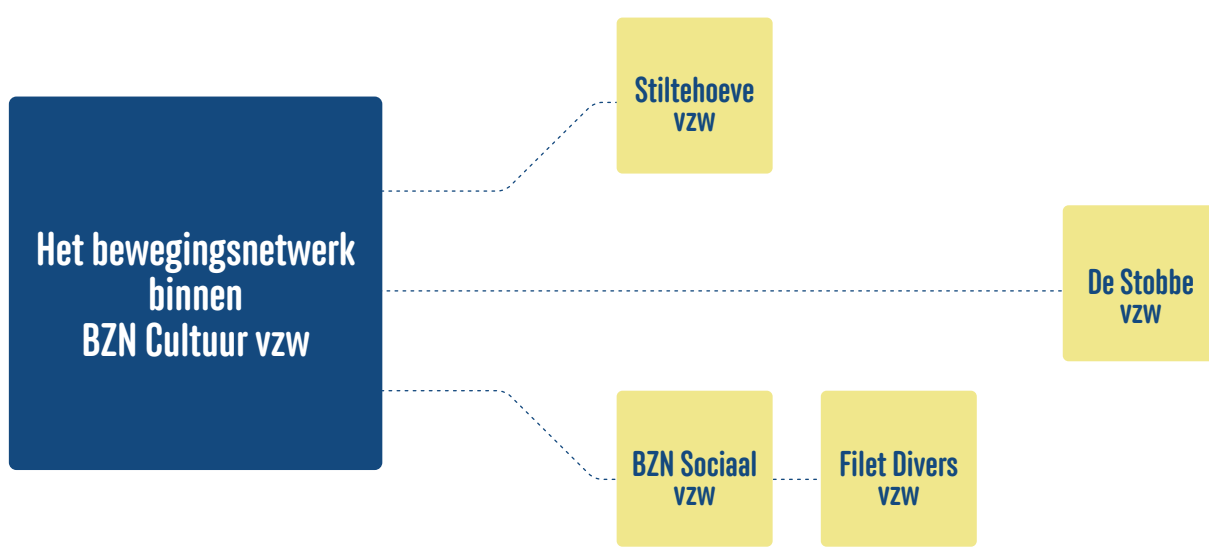 Stiltehoeve
vzw
Het bewegingsnetwerk
binnen
BZN Cultuur vzw
De Stobbe
vzw
BZN Sociaal
vzw
Filet Divers
vzw